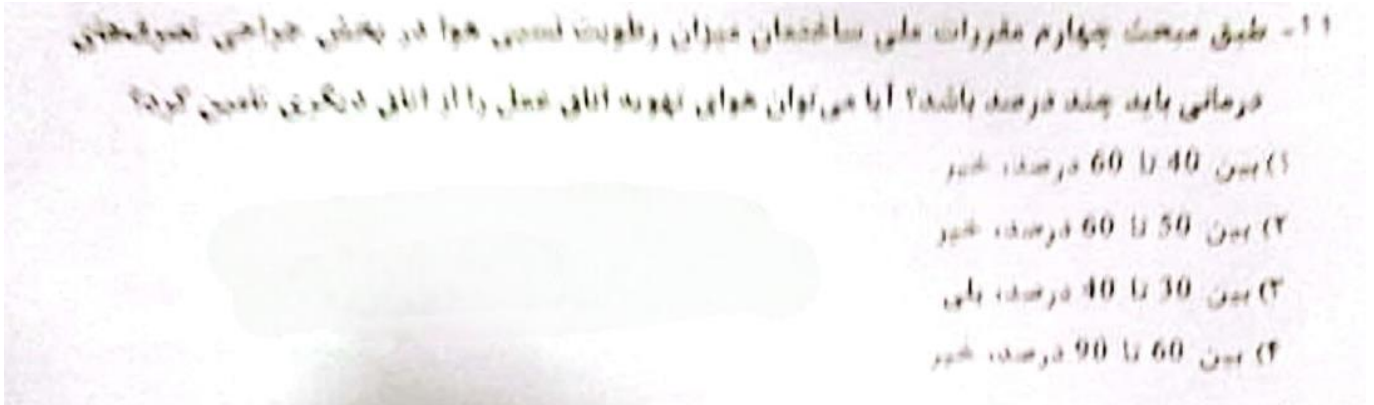 11- طبق مبحث چهارم مقررات ملی ساختمان میزان رطوبت نسبی هوا در بخش جراحی
درمانی باید چند درصد باشد؟ آیا می‌توان هوای تهویه اتاق عمل را از اتاق دیگری تامین کرد؟
۱) بین 40 تا 60 درصد، خیر
۲) بین 50 تا 60 درصد، خیر
۳) بین 30 تا 40 درصد، بلی
۴) بین 60 تا 90 درصد، خیر